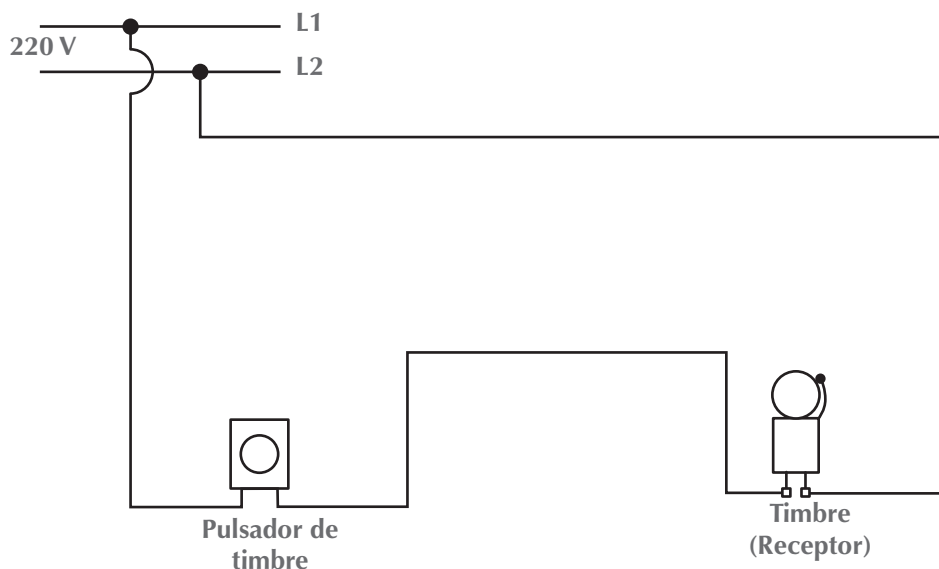 L1
220 V
L2
Pulsador de
timbre
Timbre
(Receptor)